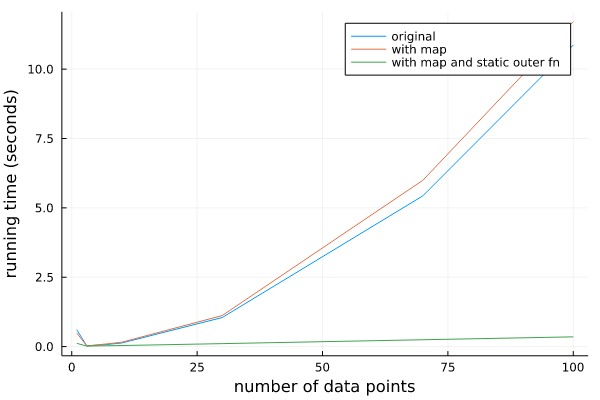 original
with map
with map and static outer fn
10.0
7.5
5.0
2.5
0.0
running time (seconds)
0
25
50
75
100
number of data points